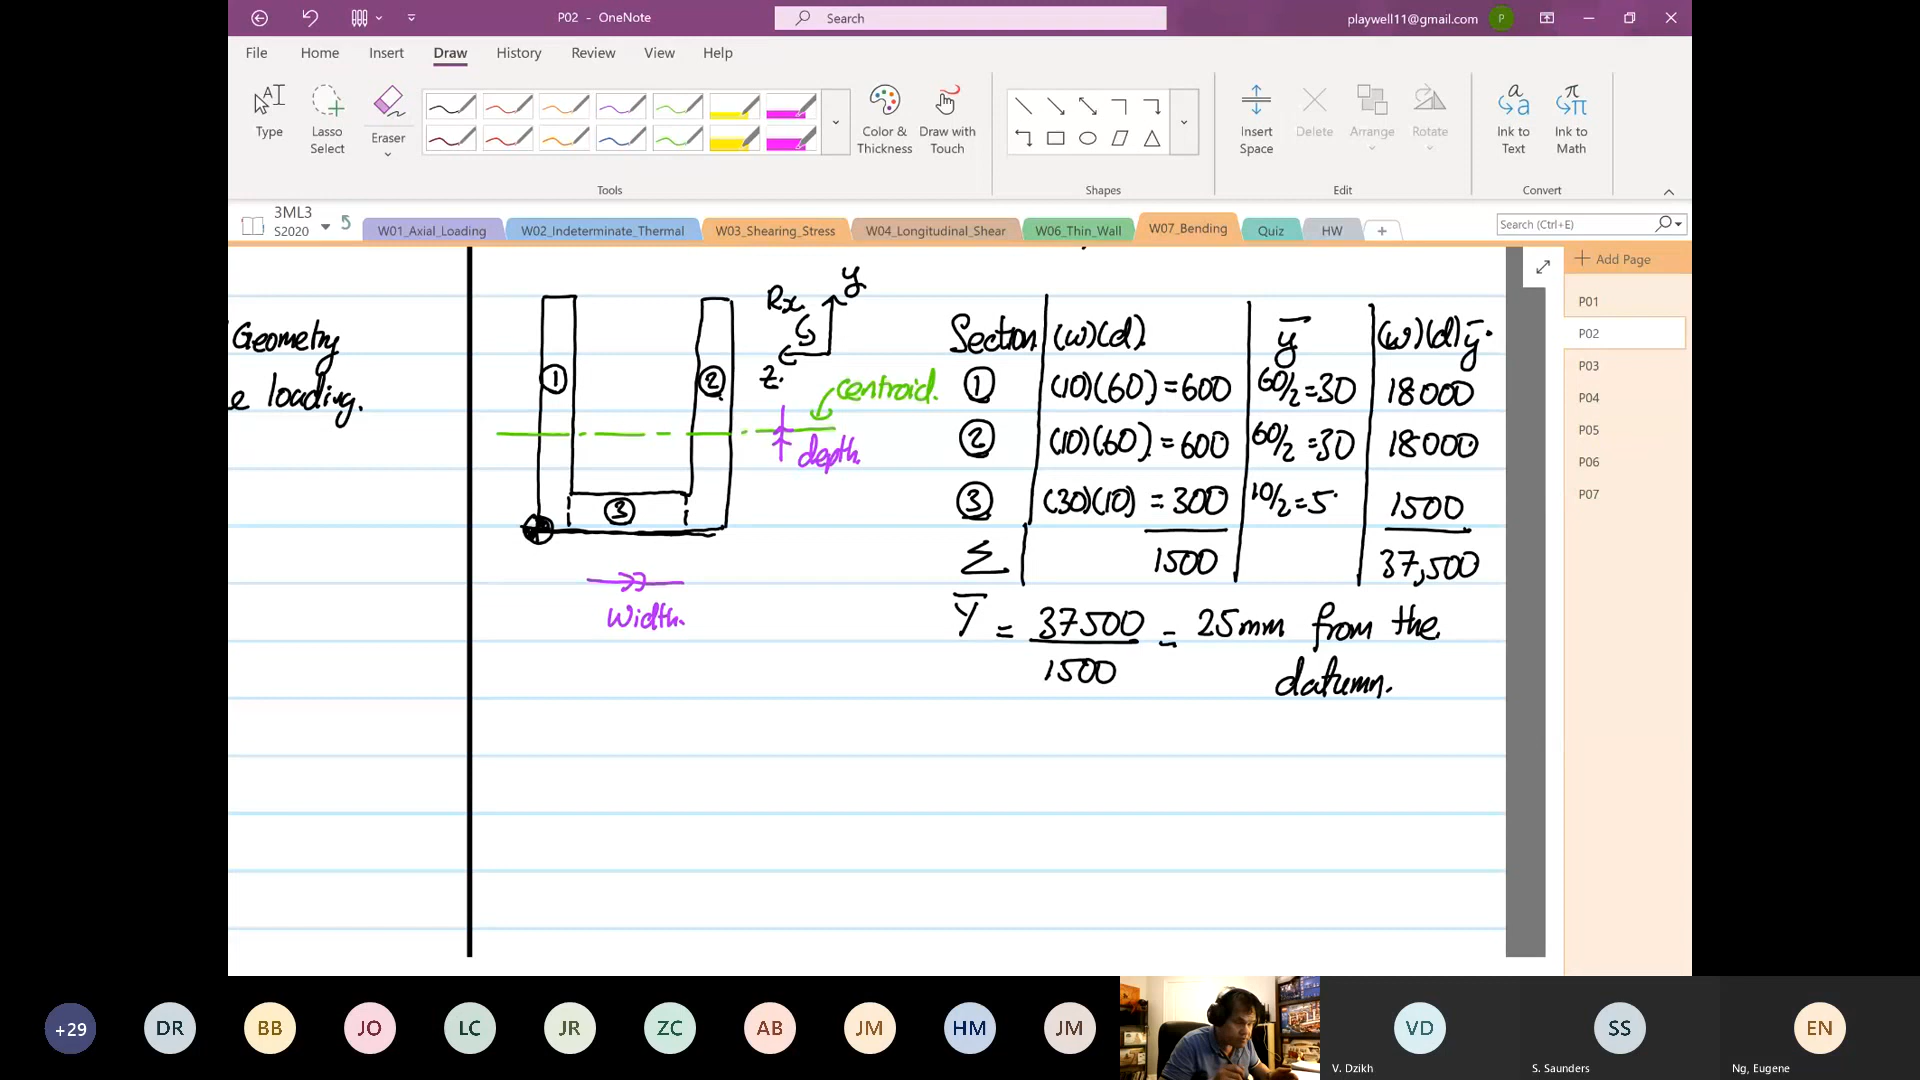 P02 - OneNote
Search
playwell11@gmail.com
P
File
Home
Insert
Draw
History
Review
View
Help
Type
Lasso Select
Eraser
Color & Thickness
Draw with Touch
Insert Space
Delete
Arrange
Rotate
Ink to Text
Ink to Math
Tools
Shapes
Edit
Convert
3ML3 S2020
W01_Axial_Loading
W02_Indeterminate_Thermal
W03_Shearing_Stress
W04_Longitudinal_Shear
W06_Thin_Wall
W07_Bending
Quiz
HW
Search (Ctrl+E)
Add Page
P01
P02
P03
P04
P05
P06
P07
Geometry
e loading.
1
2
3
Rx
y
z.
centroid.
depth.
Width.
Section (w)(d). ȳ (w)(d)ȳ.
① (10)(60) = 600 60/2 = 30 18000
② (10)(60) = 600 60/2 = 30 18000
③ (30)(10) = 300 10/2 = 5 1500
Σ 1500 37,500
Ȳ = 37500 / 1500 = 25mm from the
datumn.
+29
DR
BB
JO
LC
JR
ZC
AB
JM
HM
JM
VD
V. Dzikh
SS
S. Saunders
EN
Ng, Eugene